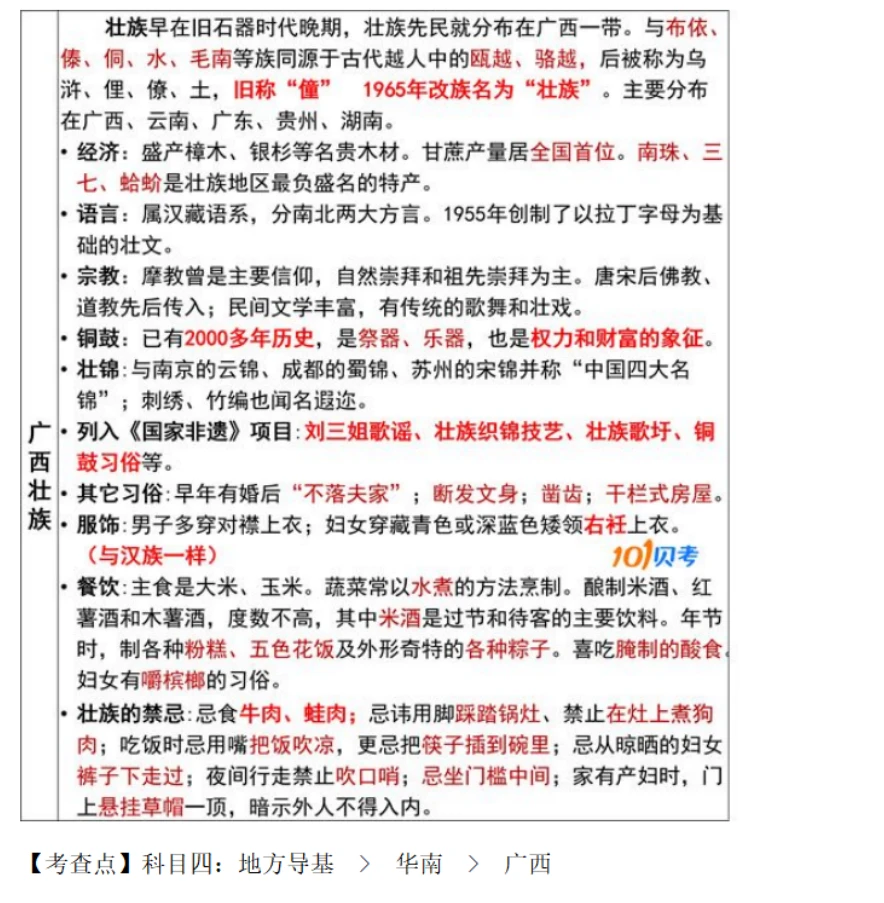 壮族早在旧石器时代晚期，壮族先民就分布在广西一带。与布依、
傣、侗、水、毛南等族同源于古代越人中的瓯越、骆越，后被称为乌
浒、俚、僚、土，旧称“僮” 1965年改族名为“壮族”。主要分布
在广西、云南、广东、贵州、湖南。
• 经济：盛产樟木、银杉等名贵木材。甘蔗产量居全国首位。南珠、三
七、蛤蚧是壮族地区最负盛名的特产。
• 语言：属汉藏语系，分南北两大方言。1955年创制了以拉丁字母为基
础的壮文。
• 宗教：摩教曾是主要信仰，自然崇拜和祖先崇拜为主。唐宋后佛教、
道教先后传入；民间文学丰富，有传统的歌舞和壮戏。
• 铜鼓：已有2000多年历史，是祭器、乐器，也是权力和财富的象征。
• 壮锦:与南京的云锦、成都的蜀锦、苏州的宋锦并称“中国四大名
锦”；刺绣、竹编也闻名遐迩。
广西壮族
• 列入《国家非遗》项目:刘三姐歌谣、壮族织锦技艺、壮族歌圩、铜
鼓习俗等。
• 其它习俗:早年有婚后“不落夫家”；断发文身；凿齿；干栏式房屋。
• 服饰:男子多穿对襟上衣；妇女穿藏青色或深蓝色矮领右衽上衣。
（与汉族一样）
101贝考
• 餐饮:主食是大米、玉米。蔬菜常以水煮的方法烹制。酿制米酒、红
薯酒和木薯酒，度数不高，其中米酒是过节和待客的主要饮料。年节
时，制各种粉糕、五色花饭及外形奇特的各种粽子。喜吃腌制的酸食.
妇女有嚼槟榔的习俗。
• 壮族的禁忌:忌食牛肉、蛙肉；忌讳用脚踩踏锅灶、禁止在灶上煮狗
肉；吃饭时忌用嘴把饭吹凉，更忌把筷子插到碗里；忌从晾晒的妇女
裤子下走过；夜间行走禁止吹口哨；忌坐门槛中间；家有产妇时，门
上悬挂草帽一顶，暗示外人不得入内。
【考查点】科目四：地方导基 > 华南 > 广西